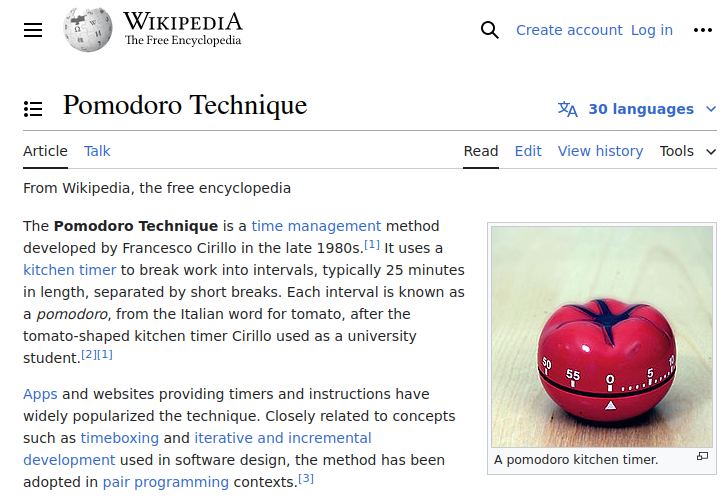 WIKIPEDIA
The Free Encyclopedia
Create account Log in
Pomodoro Technique
30 languages
Article Talk
Read Edit View history Tools
From Wikipedia, the free encyclopedia
The Pomodoro Technique is a time management method
developed by Francesco Cirillo in the late 1980s.[1] It uses a
kitchen timer to break work into intervals, typically 25 minutes
in length, separated by short breaks. Each interval is known as
a pomodoro, from the Italian word for tomato, after the
tomato-shaped kitchen timer Cirillo used as a university
student.[2][1]
Apps and websites providing timers and instructions have
widely popularized the technique. Closely related to concepts
such as timeboxing and iterative and incremental
development used in software design, the method has been
adopted in pair programming contexts.[3]
50 55 0 5 10
A pomodoro kitchen timer.